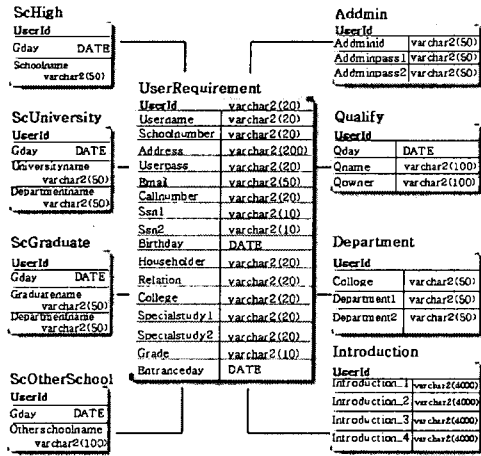 ScHigh
UserId
Gday DATE
Schoolname
varchar2(50)
ScUniversity
UserId
Gday DATE
Universityname
varchar2(50)
Departmentname
varchar2(50)
ScGraduate
UserId
Gday DATE
Graduatename
varchar2(50)
Departmentname
varchar2(50)
ScOtherSchool
UserId
Gday DATE
Otherschoolname
varchar2(100)
UserRequirement
UserId varchar2(20)
Username varchar2(20)
Schoolnumber varchar2(20)
Address varchar2(200)
Userpass varchar2(20)
Email varchar2(50)
Callnumber varchar2(20)
Ssn1 varchar2(10)
Ssn2 varchar2(10)
Birthday DATE
Householder varchar2(20)
Relation varchar2(20)
College varchar2(20)
Specialstudy1 varchar2(20)
Specialstudy2 varchar2(20)
Grade varchar2(10)
Entranceday DATE
Addmin
UserId
Addminid varchar2(50)
Addminpass1 varchar2(50)
Addminpass2 varchar2(50)
Qualify
UserId
Qday DATE
Qname varchar2(100)
Qowner varchar2(100)
Department
UserId
Colloge varchar2(50)
Department1 varchar2(50)
Department2 varchar2(50)
Introduction
UserId
Introduction_1 varchar2(4000)
Introduction_2 varchar2(4000)
Introduction_3 varchar2(4000)
Introduction_4 varchar2(4000)